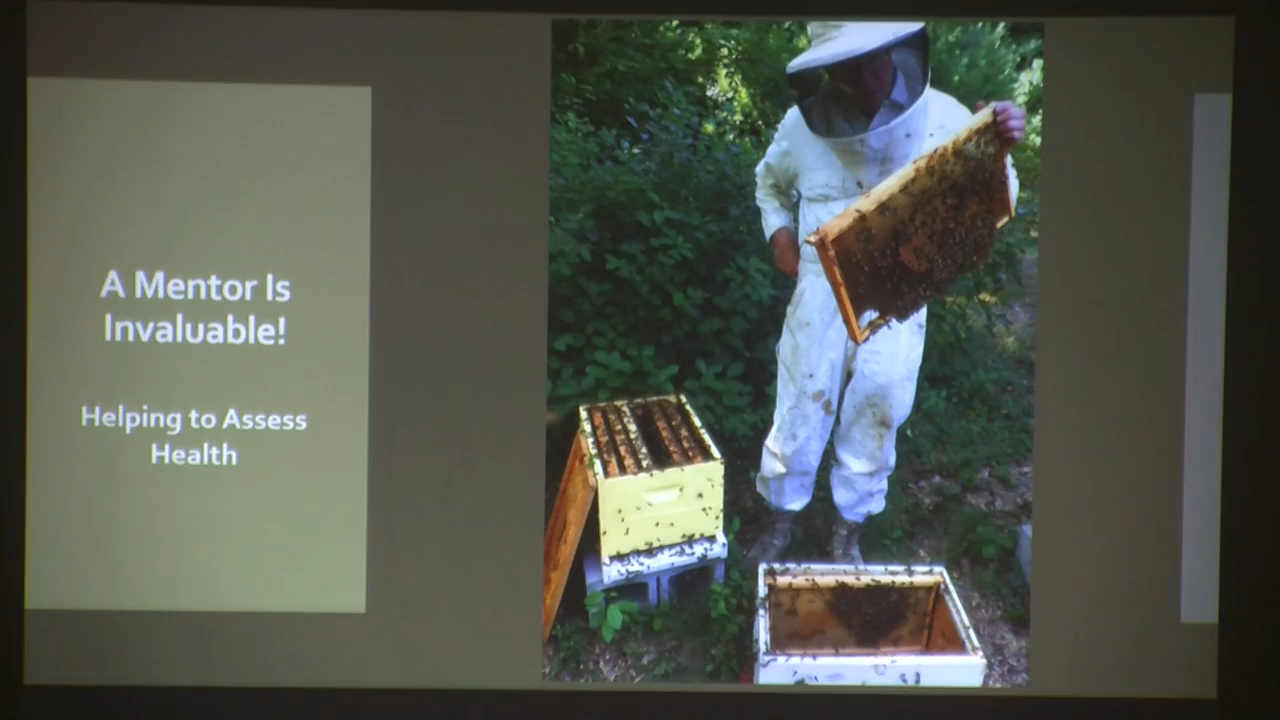 A Mentor Is
Invaluable!
Helping to Assess
Health